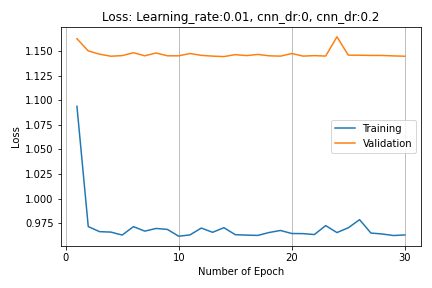 Loss: Learning_rate:0.01, cnn_dr:0, cnn_dr:0.2
Loss
1.150
1.125
1.100
1.075
1.050
1.025
1.000
0.975
Training
Validation
0 10 20 30
Number of Epoch